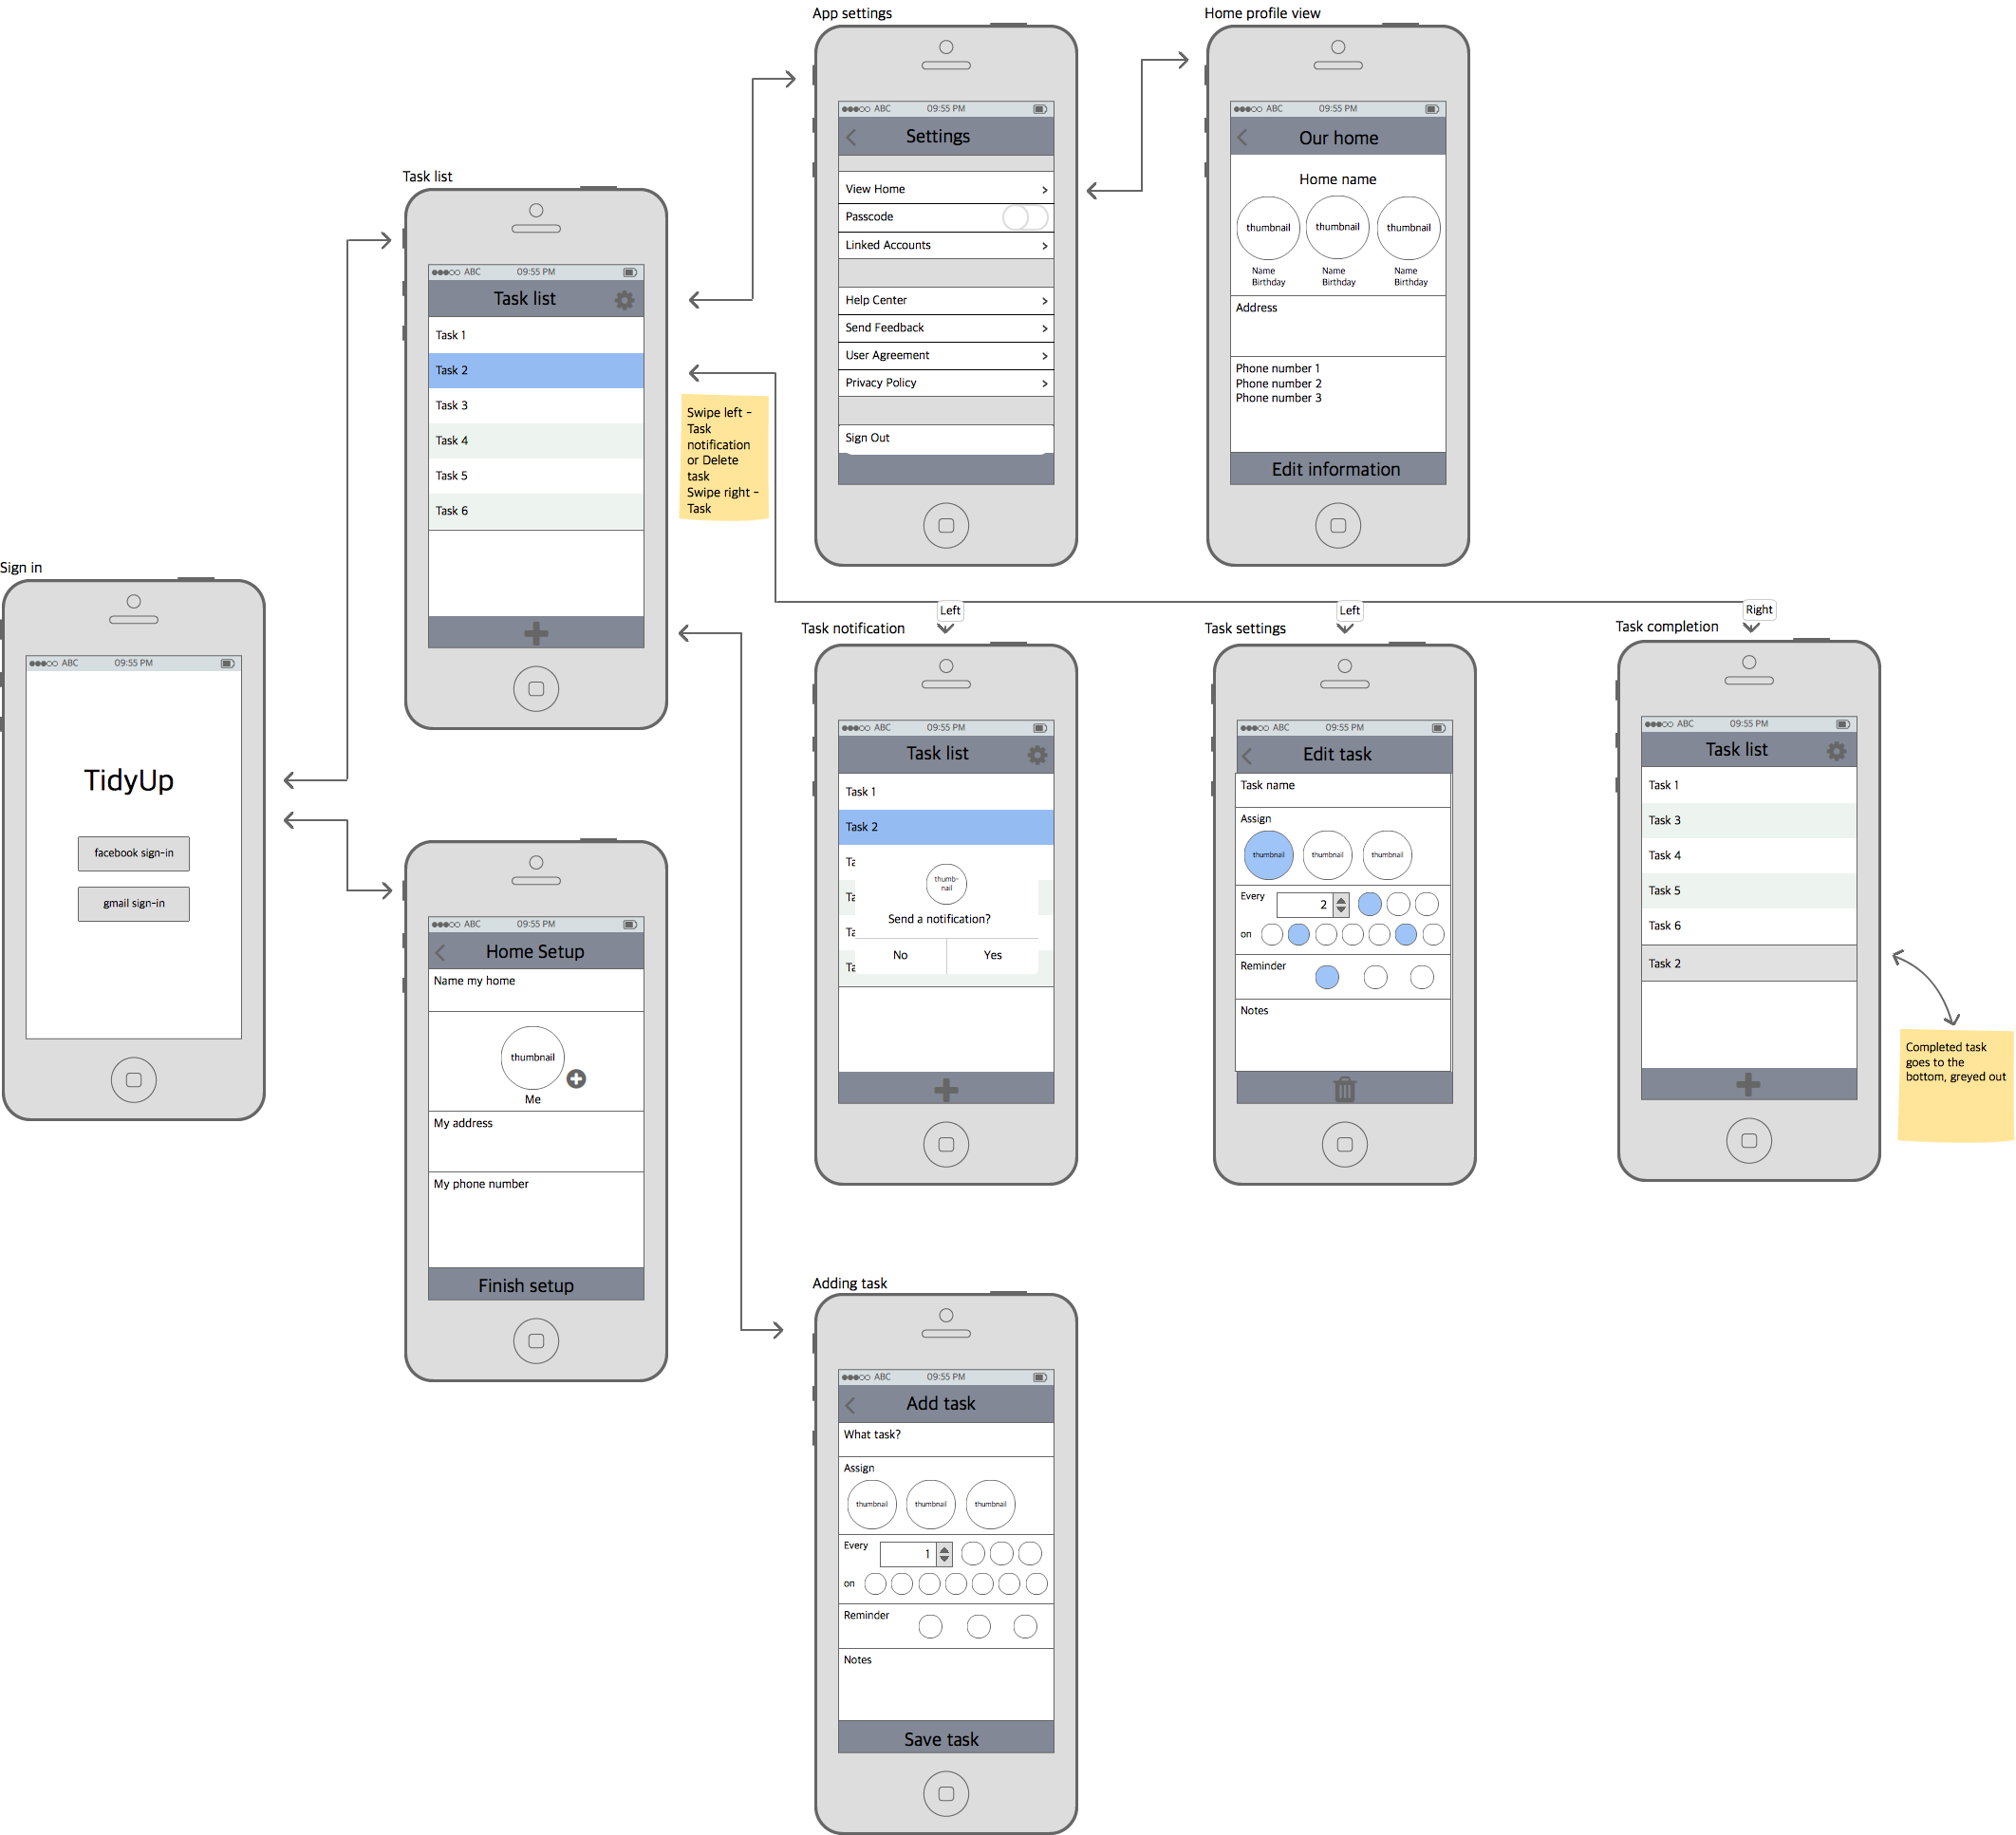 Sign in
ABC 09:55 PM
TidyUp
facebook sign-in
gmail sign-in
Task list
ABC 09:55 PM
Task list
Task 1
Task 2
Task 3
Task 4
Task 5
Task 6
Swipe left -
Task
notification
or Delete
task
Swipe right -
Task
ABC 09:55 PM
Home Setup
Name my home
thumbnail
Me
My address
My phone number
Finish setup
App settings
ABC 09:55 PM
Settings
View Home
Passcode
Linked Accounts
Help Center
Send Feedback
User Agreement
Privacy Policy
Sign Out
Home profile view
ABC 09:55 PM
Our home
Home name
thumbnail thumbnail thumbnail
Name Name Name
Birthday Birthday Birthday
Address
Phone number 1
Phone number 2
Phone number 3
Edit information
Left
Left
Right
Task notification
ABC 09:55 PM
Task list
Task 1
Task 2
Ta
Ta
Ta
Ta
thumb-
nail
Send a notification?
No Yes
Task settings
ABC 09:55 PM
Edit task
Task name
Assign
thumbnail thumbnail thumbnail
Every 2
on
Reminder
Notes
Task completion
ABC 09:55 PM
Task list
Task 1
Task 3
Task 4
Task 5
Task 6
Task 2
Completed task
goes to the
bottom, greyed out
Adding task
ABC 09:55 PM
Add task
What task?
Assign
thumbnail thumbnail thumbnail
Every 1
on
Reminder
Notes
Save task